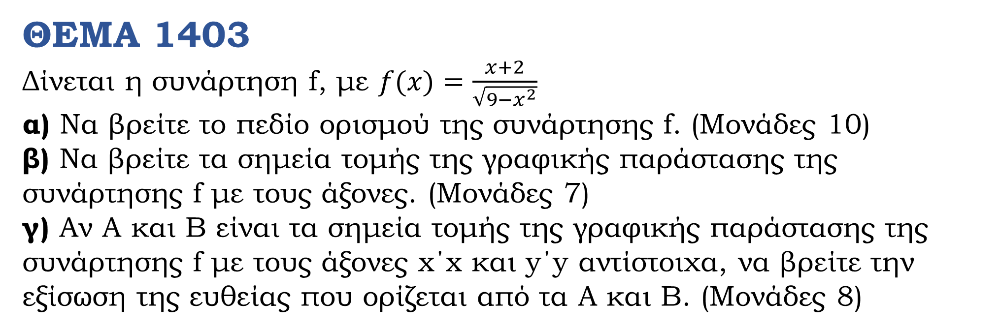 ΘΕΜΑ 1403
Δίνεται η συνάρτηση f, με $f(x) = \frac{x+2}{\sqrt{9-x^2}}$
α) Να βρείτε το πεδίο ορισμού της συνάρτησης f. (Μονάδες 10)
β) Να βρείτε τα σημεία τομής της γραφικής παράστασης της
συνάρτησης f με τους άξονες. (Μονάδες 7)
γ) Αν Α και Β είναι τα σημεία τομής της γραφικής παράστασης της
συνάρτησης f με τους άξονες x΄x και y΄y αντίστοιχα, να βρείτε την
εξίσωση της ευθείας που ορίζεται από τα Α και Β. (Μονάδες 8)